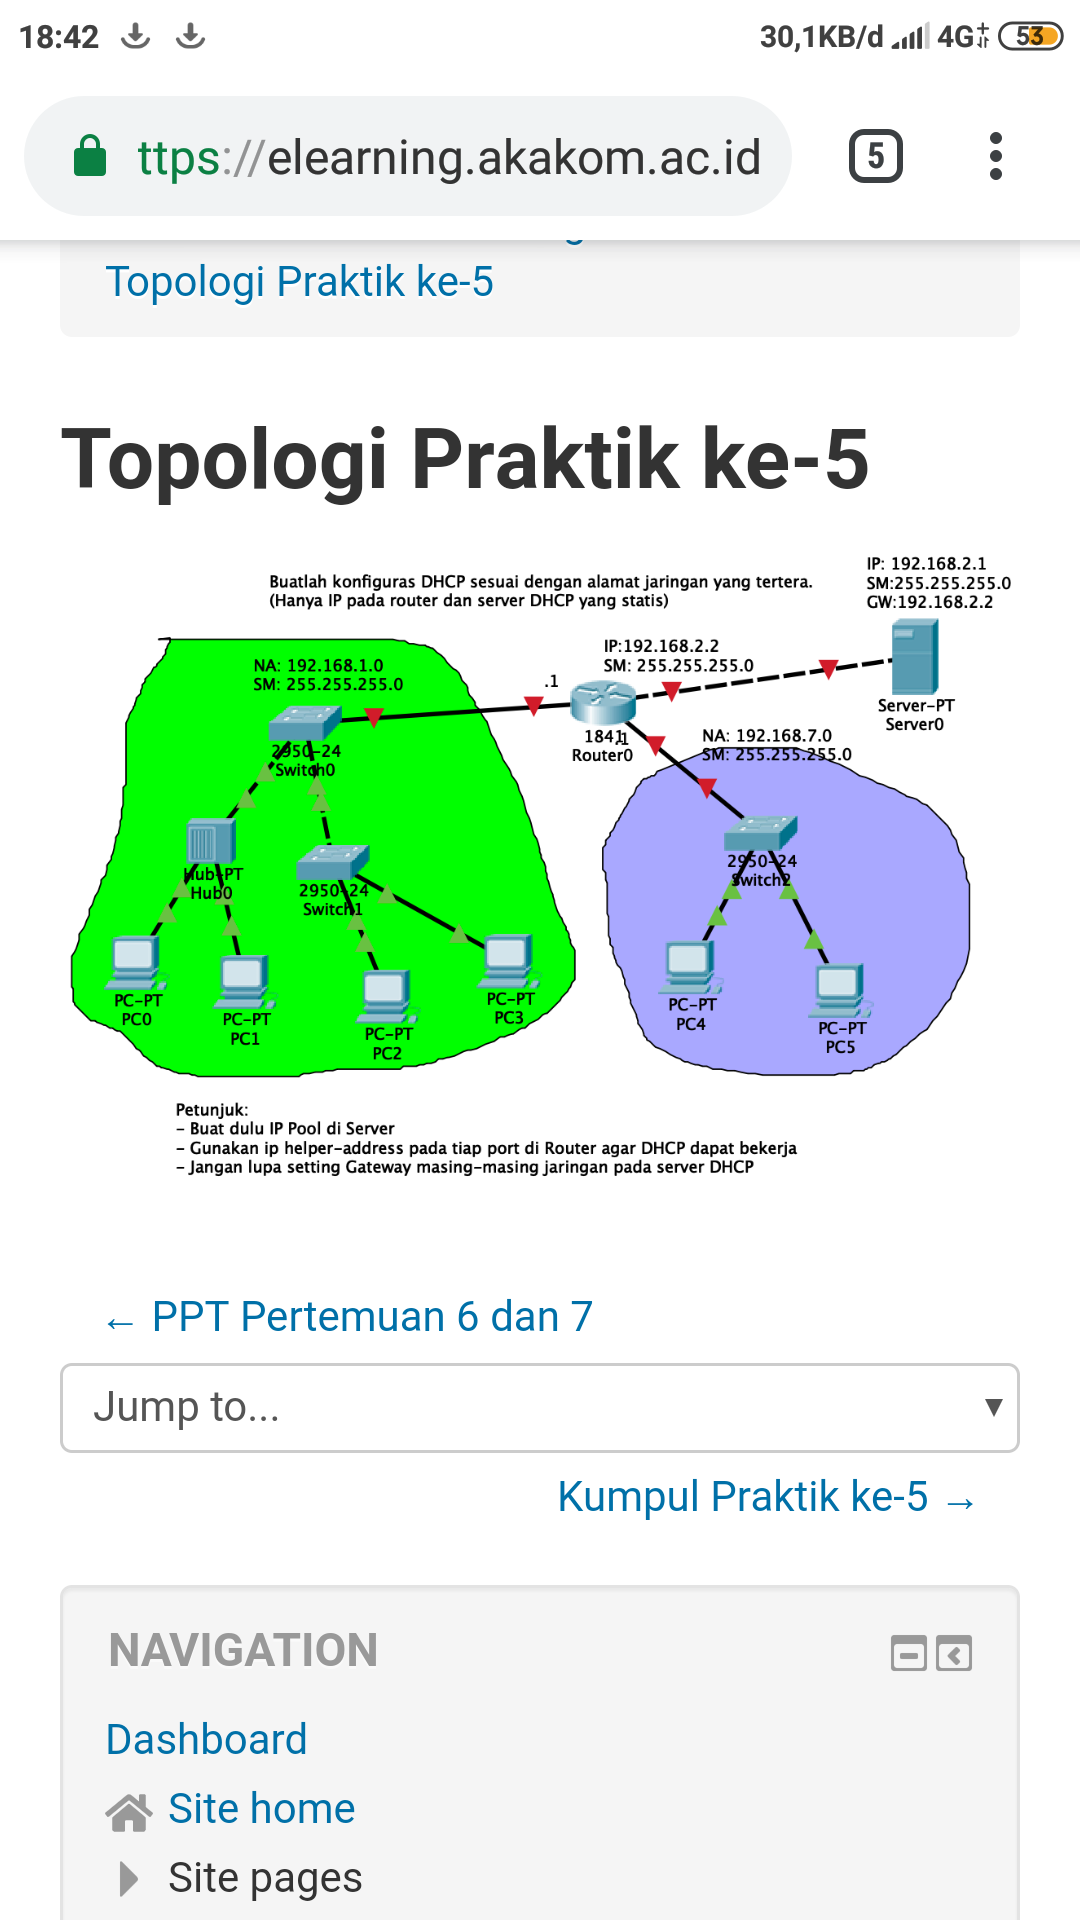 18:42
30,1KB/d 4G+ 53
ttps://elearning.akakom.ac.id
5
Topologi Praktik ke-5
Topologi Praktik ke-5
Buatlah konfiguras DHCP sesuai dengan alamat jaringan yang tertera.
(Hanya IP pada router dan server DHCP yang statis)
IP: 192.168.2.1
SM:255.255.255.0
GW:192.168.2.2
NA: 192.168.1.0
SM: 255.255.255.0
IP:192.168.2.2
SM: 255.255.255.0
.1
Server-PT
Server0
1841
.1
Router0
NA: 192.168.7.0
SM: 255.255.255.0
2950-24
Switch0
Hub-PT
Hub0
2950-24
Switch1
2950-24
Switch2
PC-PT
PC0
PC-PT
PC1
PC-PT
PC2
PC-PT
PC3
PC-PT
PC4
PC-PT
PC5
Petunjuk:
- Buat dulu IP Pool di Server
- Gunakan ip helper-address pada tiap port di Router agar DHCP dapat bekerja
- Jangan lupa setting Gateway masing-masing jaringan pada server DHCP
← PPT Pertemuan 6 dan 7
Jump to...
Kumpul Praktik ke-5 →
NAVIGATION
Dashboard
Site home
Site pages